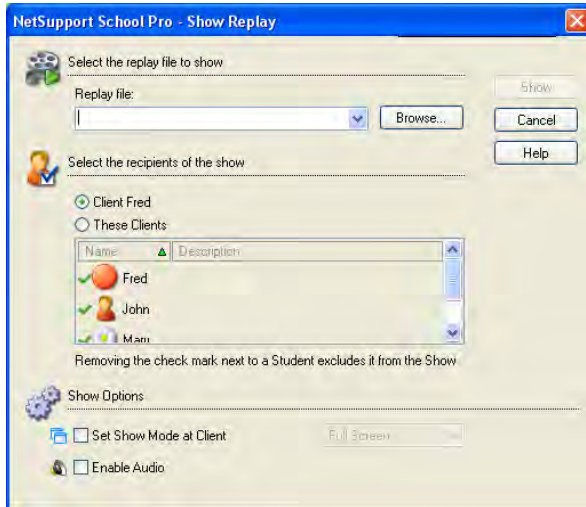 NetSupport School Pro - Show Replay
Select the replay file to show
Replay file:
Browse...
Show
Cancel
Help
Select the recipients of the show
Client Fred
These Clients
Name Description
Fred
John
Mary
Removing the check mark next to a Student excludes it from the Show
Show Options
Set Show Mode at Client
Full Screen
Enable Audio